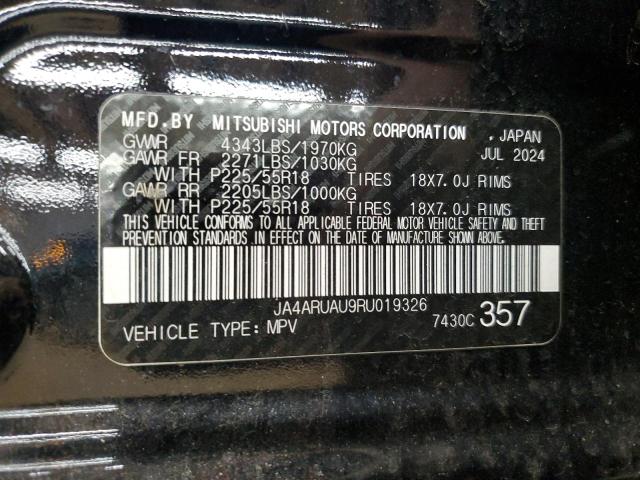 MFD.BY MITSUBISHI MOTORS CORPORATION . JAPAN
GVWR 4343LBS/1970KG JUL 2024
GAWR FR 2271LBS/1030KG
WITH P225/55R18 TIRES 18X7.0J RIMS
GAWR RR 2205LBS/1000KG
WITH P225/55R18 TIRES 18X7.0J RIMS
THIS VEHICLE CONFORMS TO ALL APPLICABLE FEDERAL MOTOR VEHICLE SAFETY AND THEFT
PREVENTION STANDARDS IN EFFECT ON THE DATE OF MANUFACTURE SHOWN ABOVE.
JA4ARUAU9RU019326
VEHICLE TYPE: MPV 7430C 357